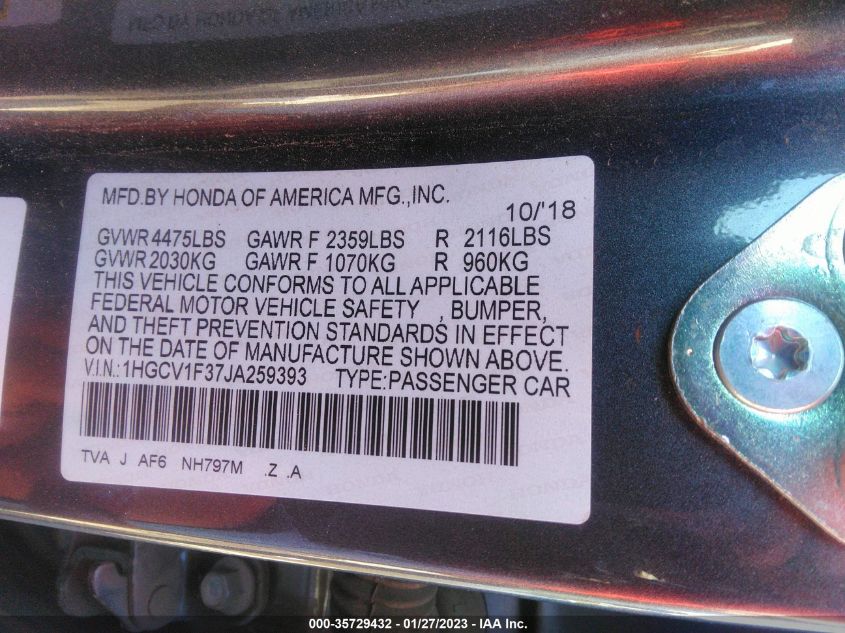 MFD.BY HONDA OF AMERICA MFG.,INC.
10/'18
GVWR 4475LBS GAWR F 2359LBS R 2116LBS
GVWR 2030KG GAWR F 1070KG R 960KG
THIS VEHICLE CONFORMS TO ALL APPLICABLE
FEDERAL MOTOR VEHICLE SAFETY , BUMPER,
AND THEFT PREVENTION STANDARDS IN EFFECT
ON THE DATE OF MANUFACTURE SHOWN ABOVE.
V.I.N.:1HGCV1F37JA259393 TYPE:PASSENGER CAR
TVA J AF6 NH797M .Z .A
000-35729432 - 01/27/2023 - IAA Inc.